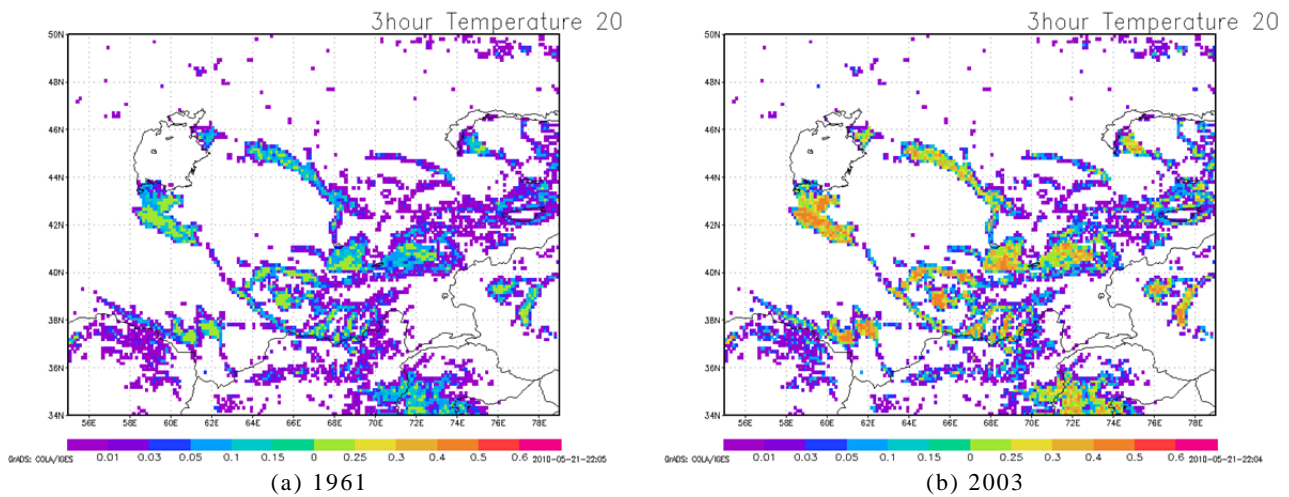 3hour Temperature 20
50N
48N
46N
44N
42N
40N
38N
36N
34N
56E 58E 60E 62E 64E 66E 68E 70E 72E 74E 76E 78E
0.01 0.03 0.05 0.1 0.15 0 0.25 0.3 0.4 0.5 0.6
GrADS: COLA/IGES 2010-05-21-22:05
(a) 1961
3hour Temperature 20
50N
48N
46N
44N
42N
40N
38N
36N
34N
56E 58E 60E 62E 64E 66E 68E 70E 72E 74E 76E 78E
0.01 0.03 0.05 0.1 0.15 0 0.25 0.3 0.4 0.5 0.6
GrADS: COLA/IGES 2010-05-21-22:04
(b) 2003